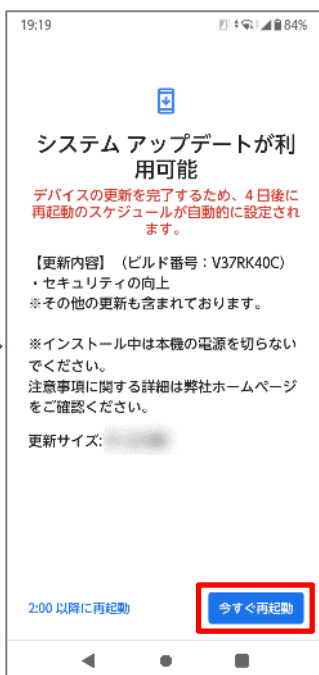 19:19
84%
システム アップデートが利
用可能
デバイスの更新を完了するため、4 日後に
再起動のスケジュールが自動的に設定され
ます。
【更新内容】（ビルド番号：V37RK40C）
・セキュリティの向上
※その他の更新も含まれております。
※インストール中は本機の電源を切らない
でください。
注意事項に関する詳細は弊社ホームページ
をご確認ください。
更新サイズ:
2:00 以降に再起動
今すぐ再起動